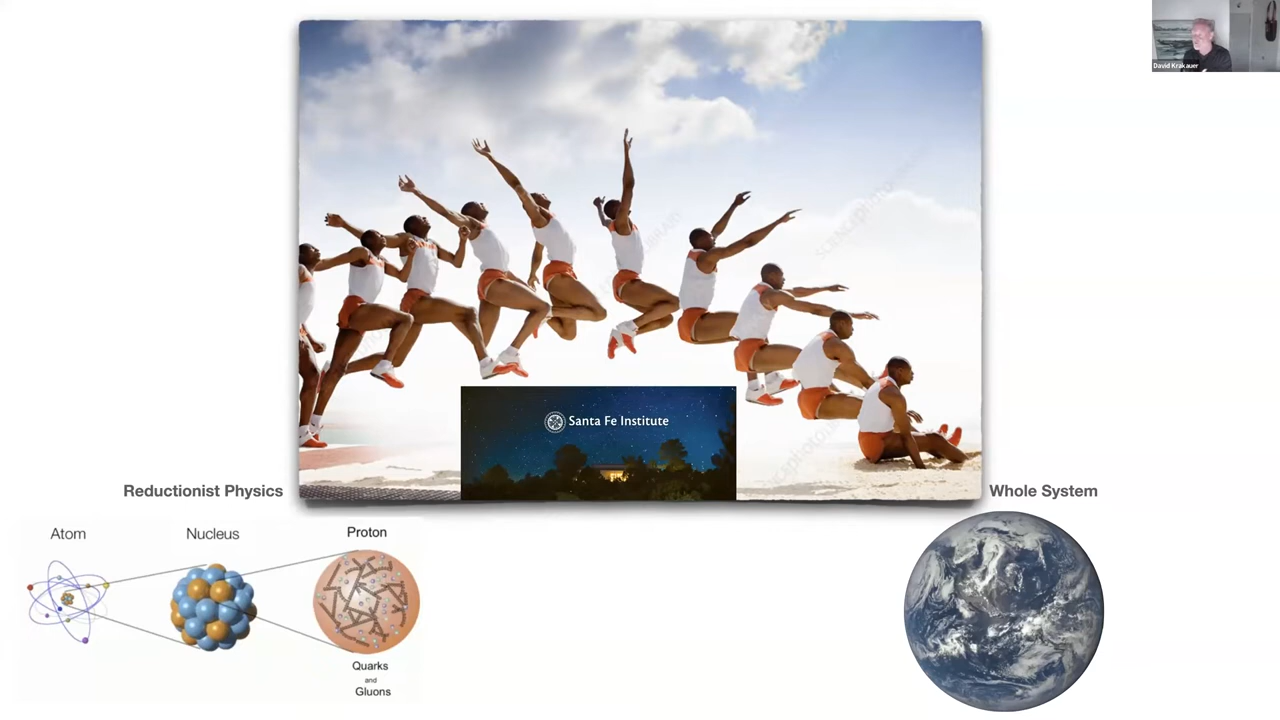 David Krakauer
Santa Fe Institute
Reductionist Physics
Whole System
Atom
Nucleus
Proton
Quarks
and
Gluons